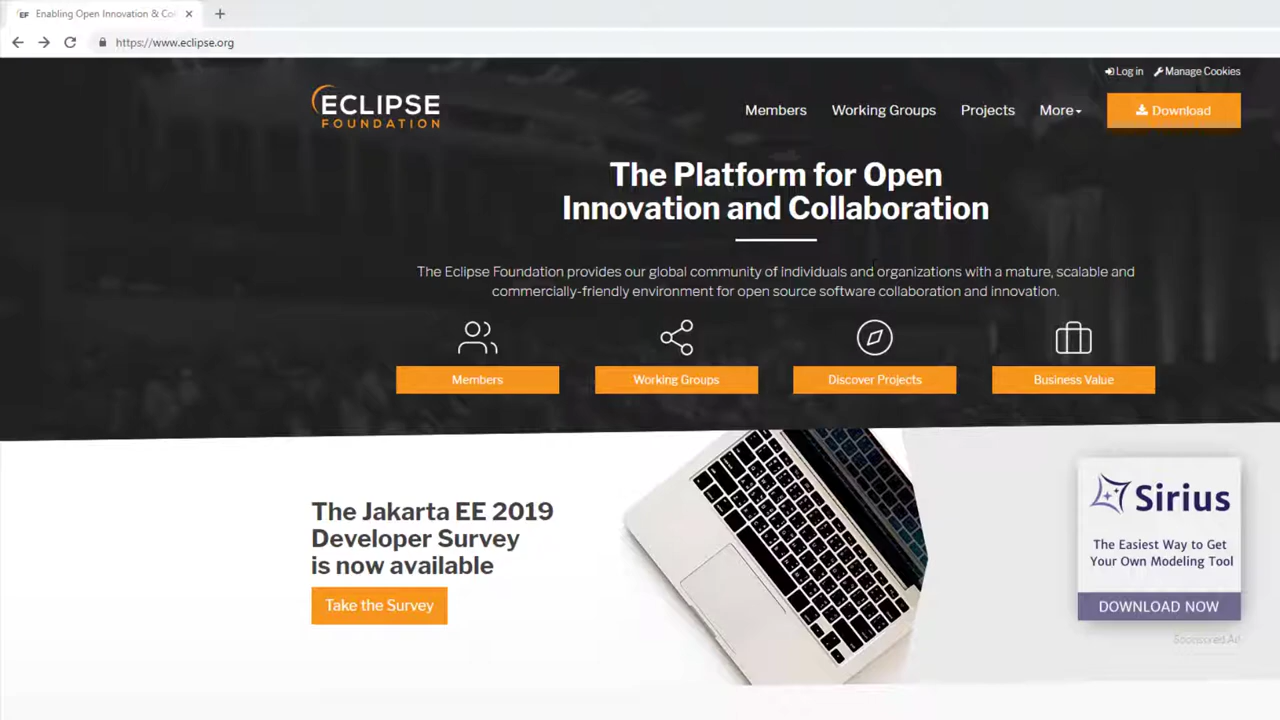 Enabling Open Innovation & Co
https://www.eclipse.org
Log in Manage Cookies
ECLIPSE
FOUNDATION
Members Working Groups Projects More Download
The Platform for Open
Innovation and Collaboration
The Eclipse Foundation provides our global community of individuals and organizations with a mature, scalable and
commercially-friendly environment for open source software collaboration and innovation.
Members Working Groups Discover Projects Business Value
The Jakarta EE 2019
Developer Survey
is now available
Take the Survey
Sirius
The Easiest Way to Get
Your Own Modeling Tool
DOWNLOAD NOW
Sponsored Ad